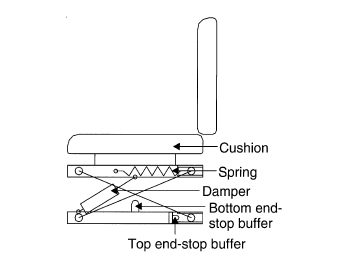 Cushion
Spring
Damper
Bottom end-
stop buffer
Top end-stop buffer